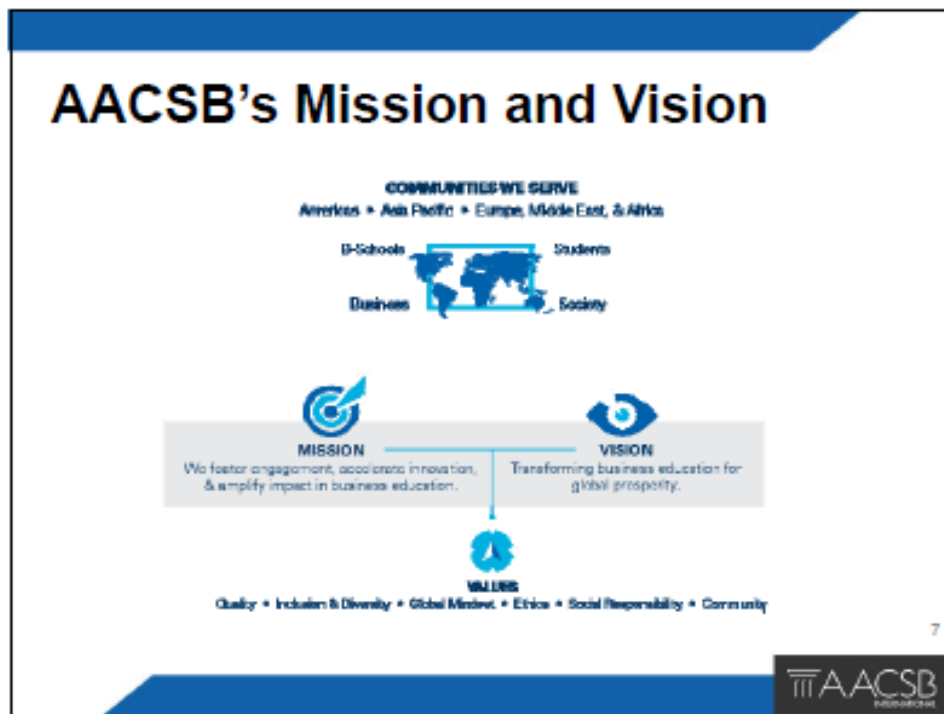 AACSB's Mission and Vision
COMMUNITIES WE SERVE
Americas • Asia Pacific • Europe, Middle East, & Africa
B-Schools
Students
Business
Society
MISSION
We foster engagement, accelerate innovation,
& amplify impact in business education.
VISION
Transforming business education for
global prosperity.
VALUES
Quality • Inclusion & Diversity • Global Mindset • Ethics • Social Responsibility • Community
7
AACSB
INTERNATIONAL